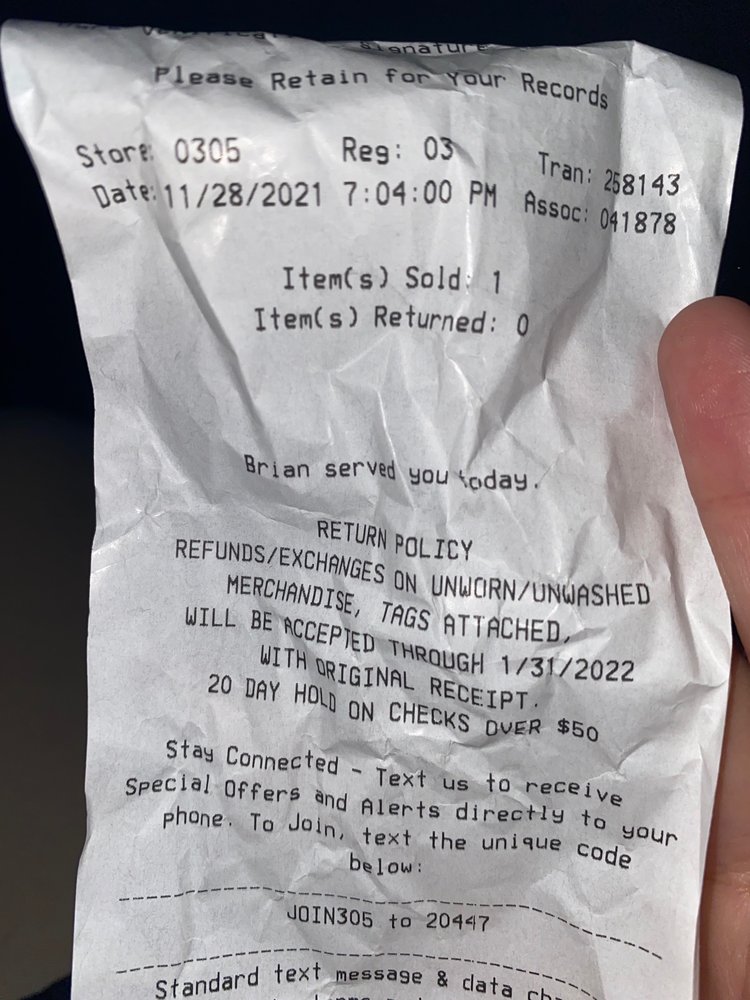 Signature
Please Retain for Your Records
Store: 0305 Reg: 03 Tran: 258143
Date: 11/28/2021 7:04:00 PM Assoc: 041878
Item(s) Sold: 1
Item(s) Returned: 0
Brian served you today.
RETURN POLICY
REFUNDS/EXCHANGES ON UNWORN/UNWASHED
MERCHANDISE, TAGS ATTACHED,
WILL BE ACCEPTED THROUGH 1/31/2022
WITH ORIGINAL RECEIPT.
20 DAY HOLD ON CHECKS OVER $50
Stay Connected - Text us to receive
Special Offers and Alerts directly to your
phone. To Join, text the unique code
below:
JOIN305 to 20447
Standard text message & data